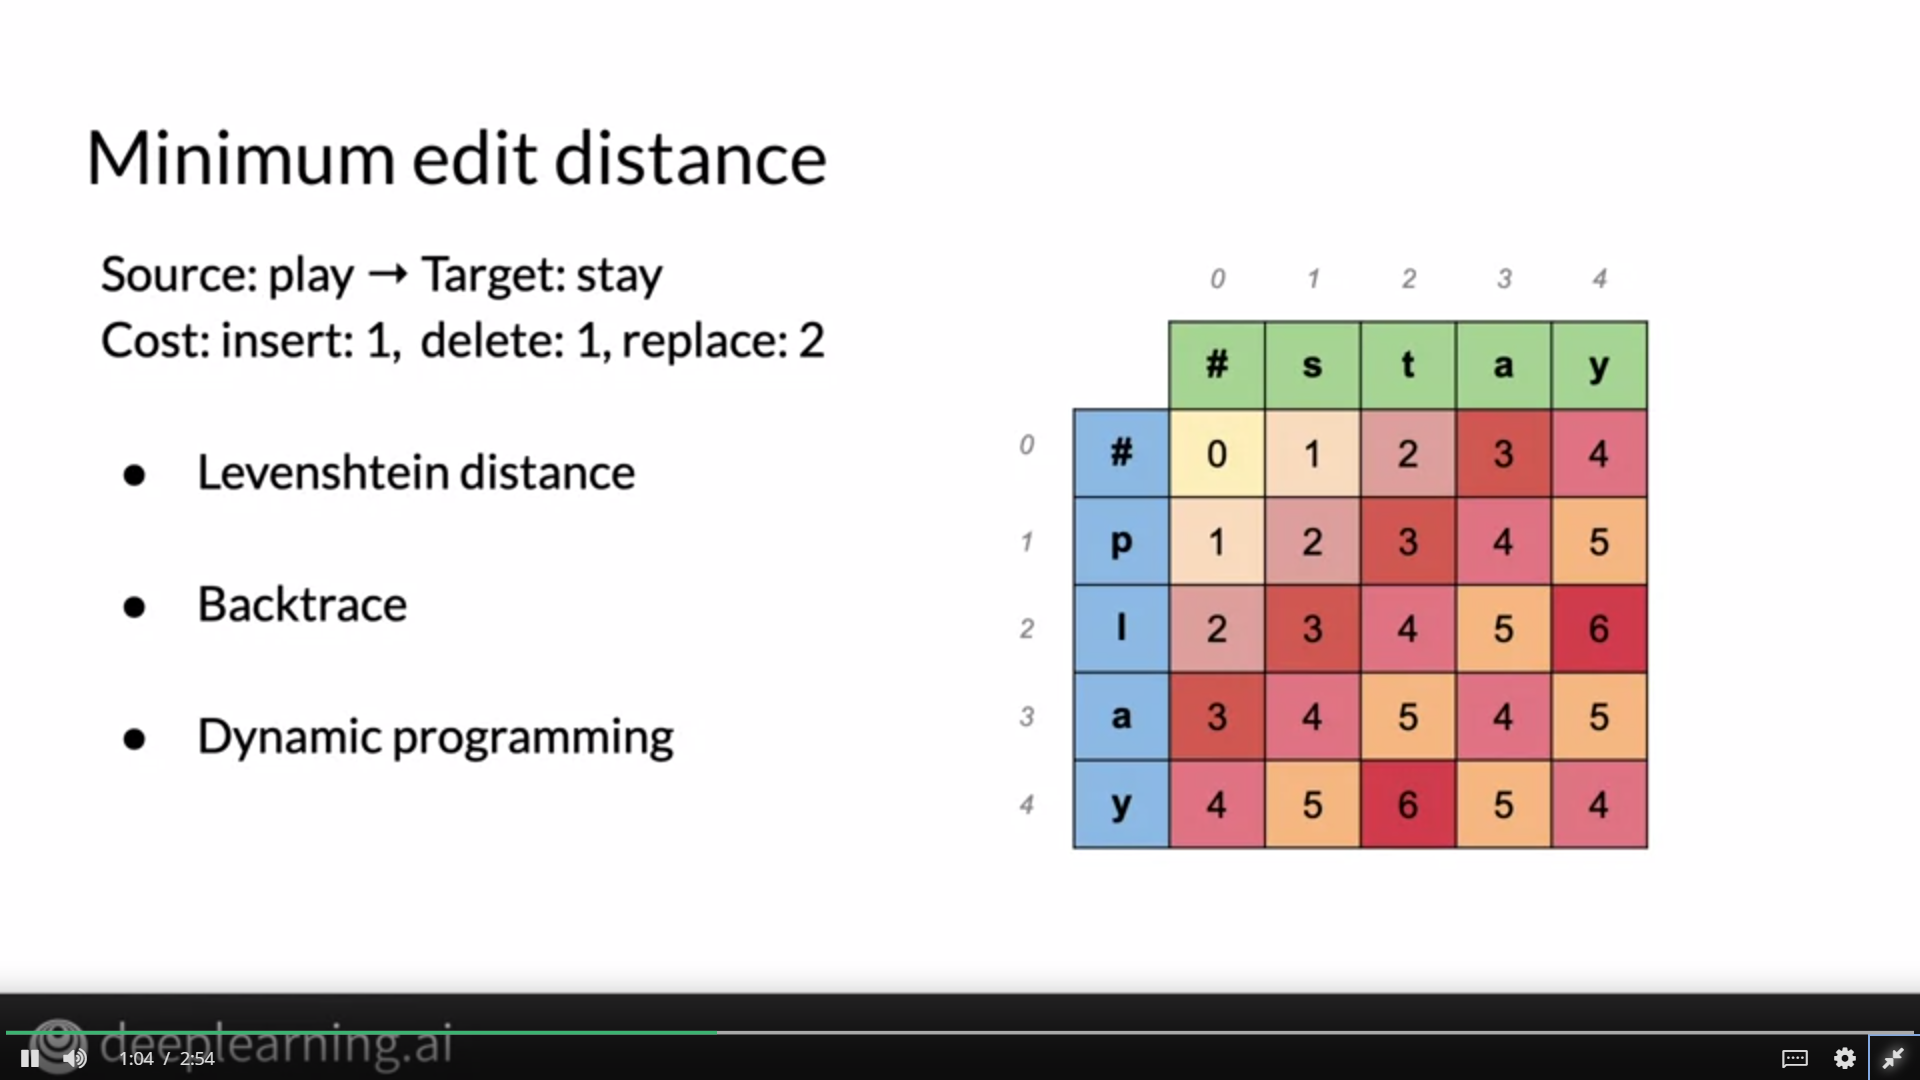 Minimum edit distance
Source: play → Target: stay
Cost: insert: 1, delete: 1, replace: 2
● Levenshtein distance
● Backtrace
● Dynamic programming
0 1 2 3 4
# s t a y
0 # 0 1 2 3 4
1 p 1 2 3 4 5
2 l 2 3 4 5 6
3 a 3 4 5 4 5
4 y 4 5 6 5 4
deeplearning.ai
1:04 / 2:54